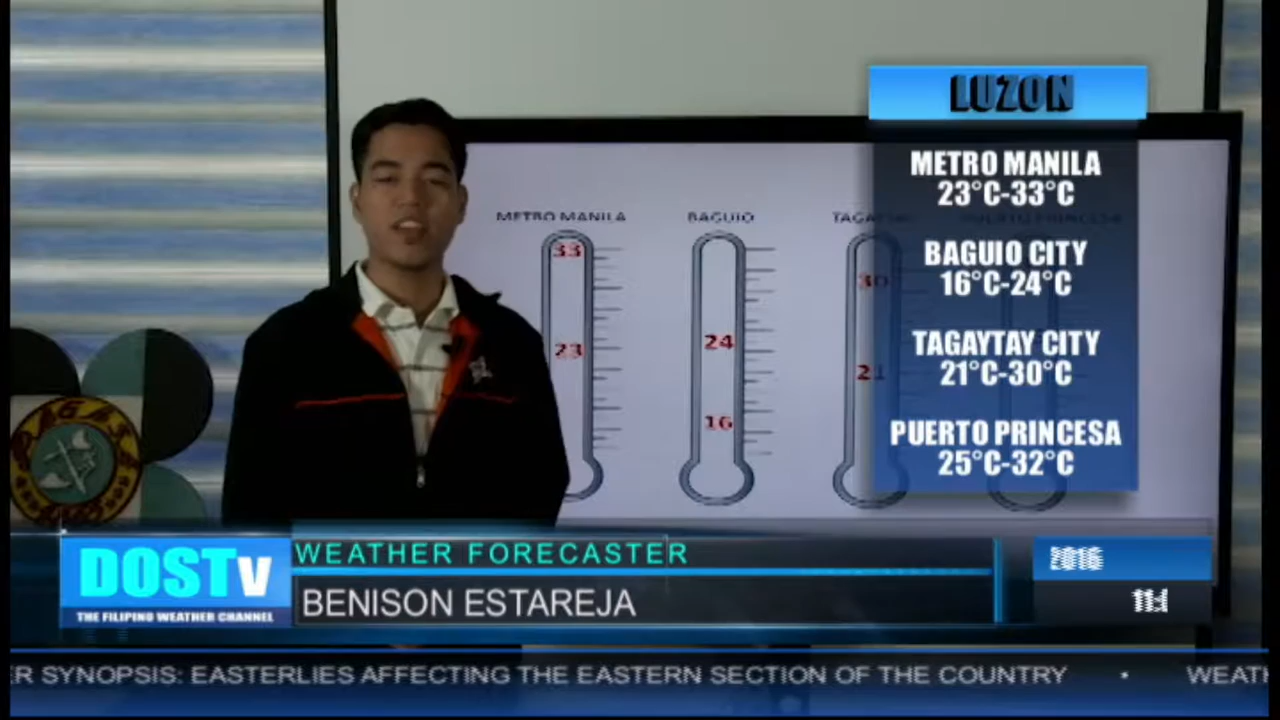 LUZON
METRO MANILA
23°C-33°C
BAGUIO CITY
16°C-24°C
TAGAYTAY CITY
21°C-30°C
PUERTO PRINCESA
25°C-32°C
METRO MANILA
BAGUIO
33
23
24
16
30
21
PAGASA
DOSTv
THE FILIPINO WEATHER CHANNEL
WEATHER FORECASTER
BENISON ESTAREJA
2016
R SYNOPSIS: EASTERLIES AFFECTING THE EASTERN SECTION OF THE COUNTRY • WEATH